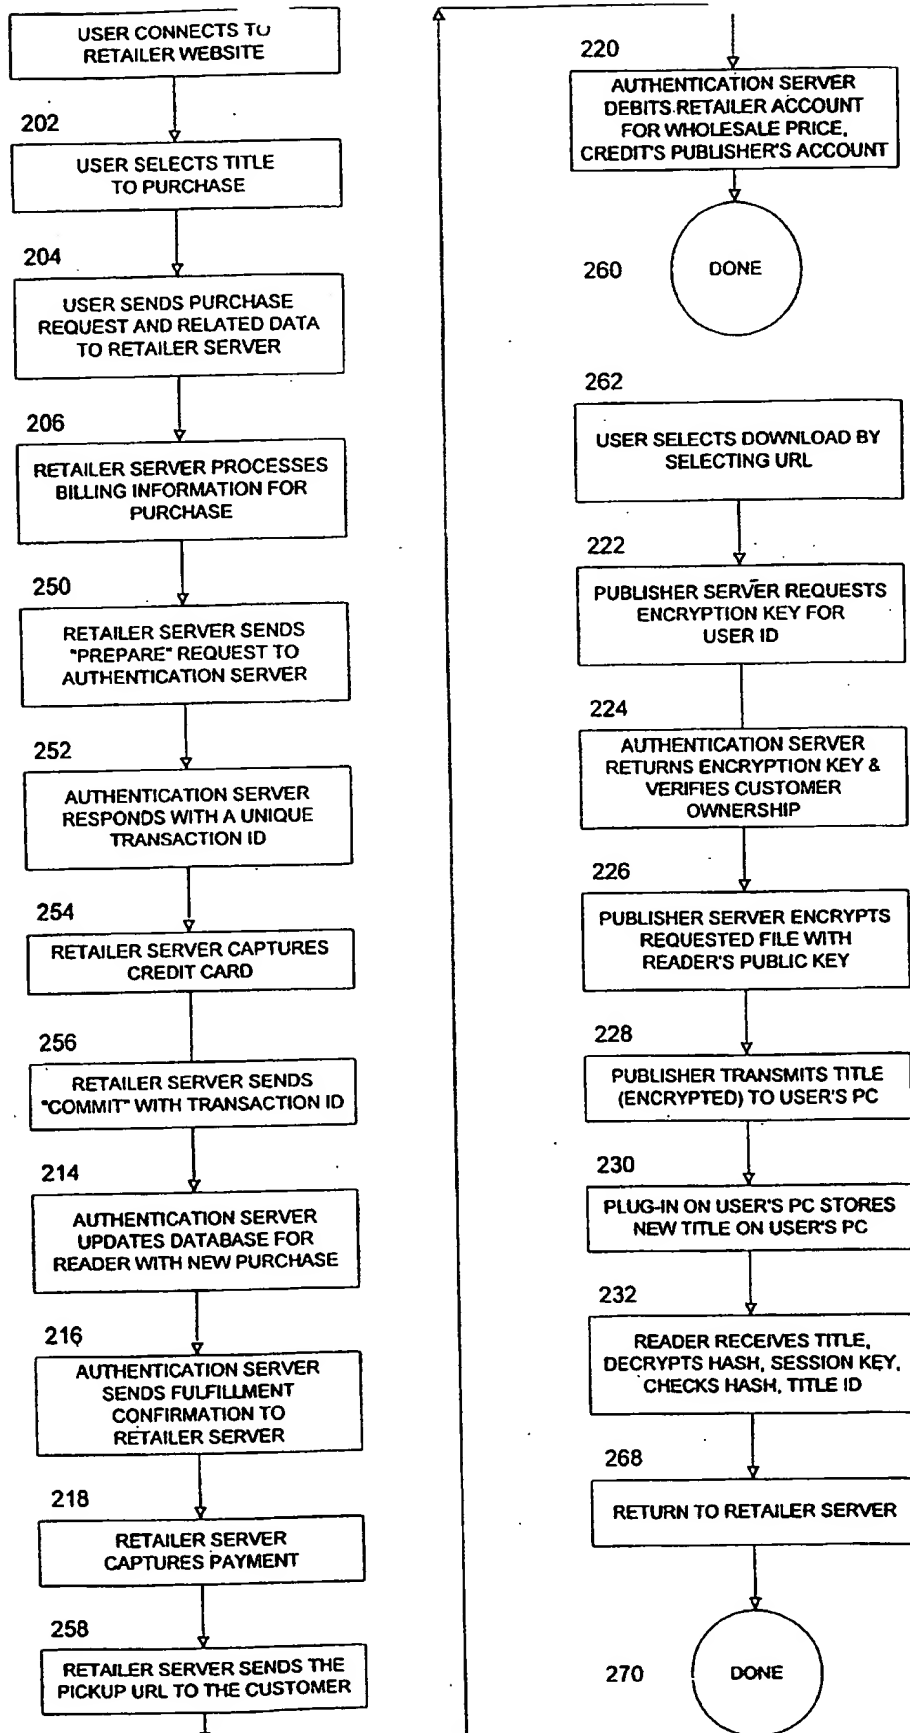 USER CONNECTS TO
RETAILER WEBSITE
202
USER SELECTS TITLE
TO PURCHASE
204
USER SENDS PURCHASE
REQUEST AND RELATED DATA
TO RETAILER SERVER
206
RETAILER SERVER PROCESSES
BILLING INFORMATION FOR
PURCHASE
250
RETAILER SERVER SENDS
"PREPARE" REQUEST TO
AUTHENTICATION SERVER
252
AUTHENTICATION SERVER
RESPONDS WITH A UNIQUE
TRANSACTION ID
254
RETAILER SERVER CAPTURES
CREDIT CARD
256
RETAILER SERVER SENDS
"COMMIT" WITH TRANSACTION ID
214
AUTHENTICATION SERVER
UPDATES DATABASE FOR
READER WITH NEW PURCHASE
216
AUTHENTICATION SERVER
SENDS FULFILLMENT
CONFIRMATION TO
RETAILER SERVER
218
RETAILER SERVER
CAPTURES PAYMENT
258
RETAILER SERVER SENDS THE
PICKUP URL TO THE CUSTOMER
220
AUTHENTICATION SERVER
DEBITS RETAILER ACCOUNT
FOR WHOLESALE PRICE,
CREDIT'S PUBLISHER'S ACCOUNT
260
DONE
262
USER SELECTS DOWNLOAD BY
SELECTING URL
222
PUBLISHER SERVER REQUESTS
ENCRYPTION KEY FOR
USER ID
224
AUTHENTICATION SERVER
RETURNS ENCRYPTION KEY &
VERIFIES CUSTOMER
OWNERSHIP
226
PUBLISHER SERVER ENCRYPTS
REQUESTED FILE WITH
READER'S PUBLIC KEY
228
PUBLISHER TRANSMITS TITLE
(ENCRYPTED) TO USER'S PC
230
PLUG-IN ON USER'S PC STORES
NEW TITLE ON USER'S PC
232
READER RECEIVES TITLE,
DECRYPTS HASH, SESSION KEY,
CHECKS HASH, TITLE ID
268
RETURN TO RETAILER SERVER
270
DONE